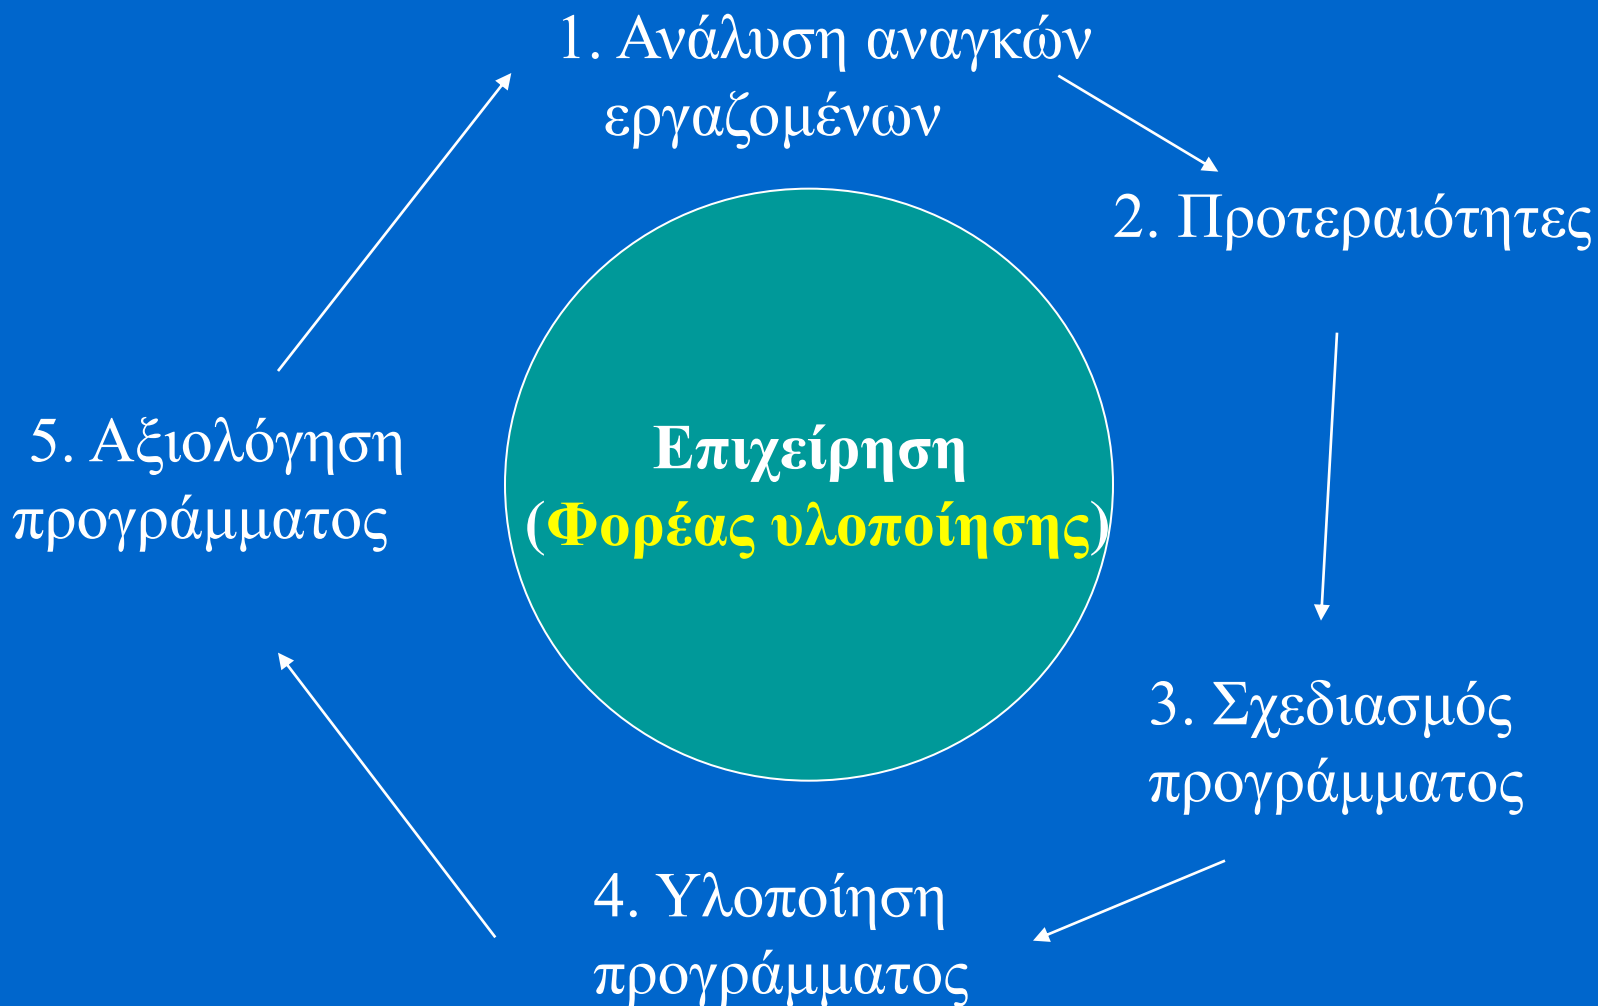 1. Ανάλυση αναγκών
εργαζομένων
2. Προτεραιότητες
3. Σχεδιασμός
προγράμματος
4. Υλοποίηση
προγράμματος
5. Αξιολόγηση
προγράμματος
Επιχείρηση
(Φορέας υλοποίησης)